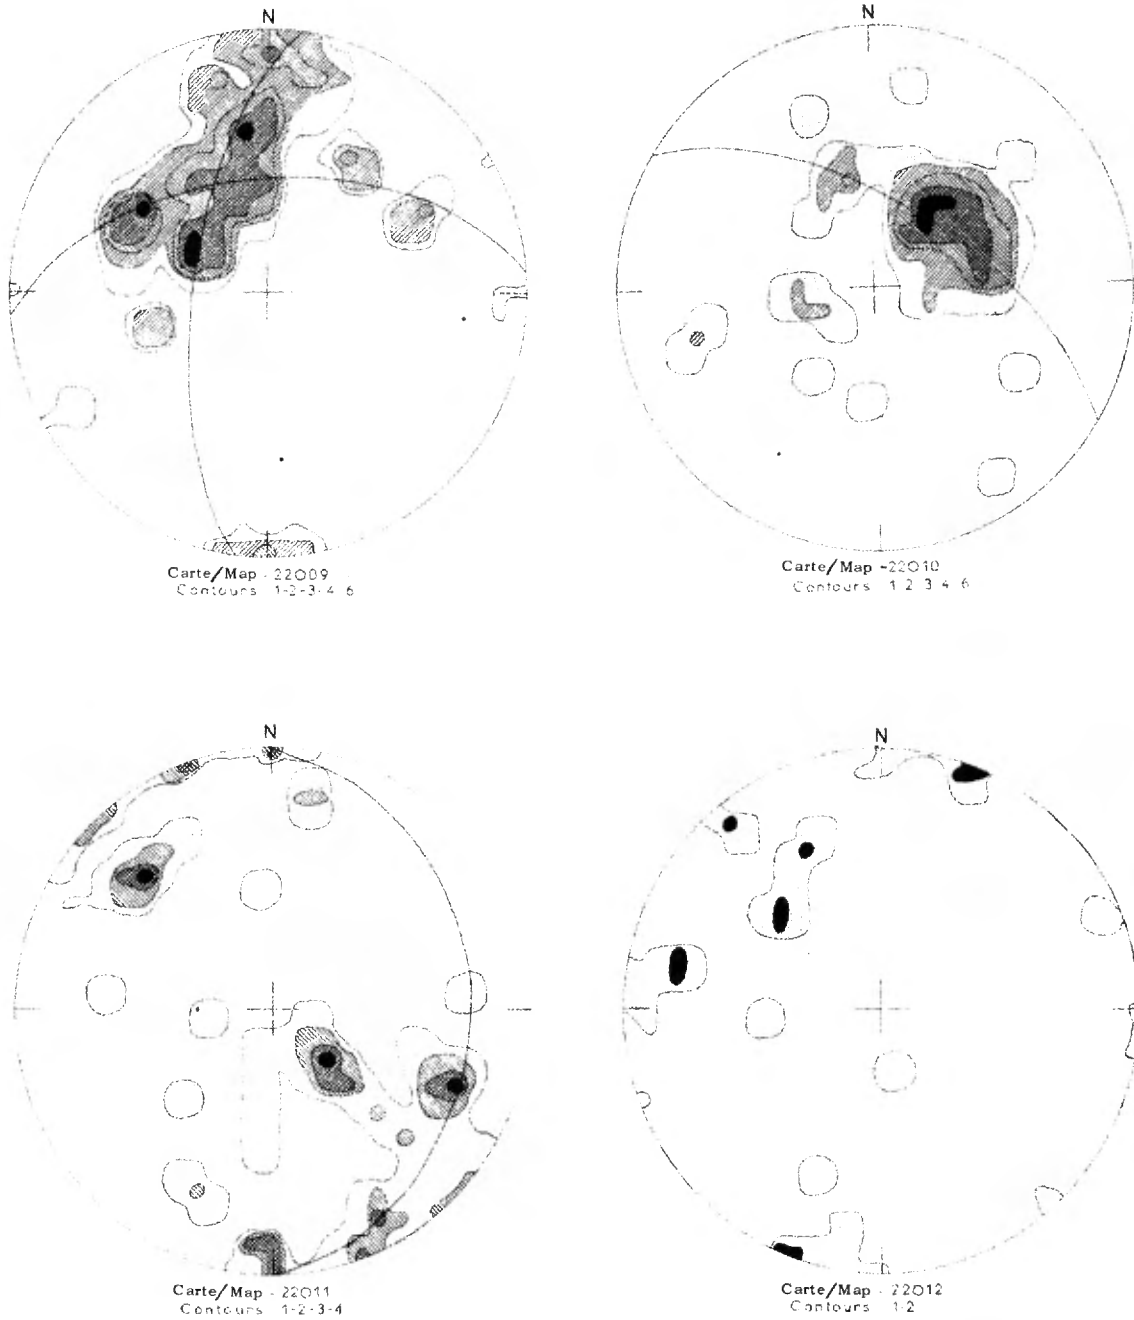 N
N
Carte/Map - 22009
Contours 1-2-3-4 6
Carte/Map -22010
Contours 1 2 3 4 6
N
N
Carte/Map - 22011
Contours 1-2-3-4
Carte/Map - 22012
Contours 1-2